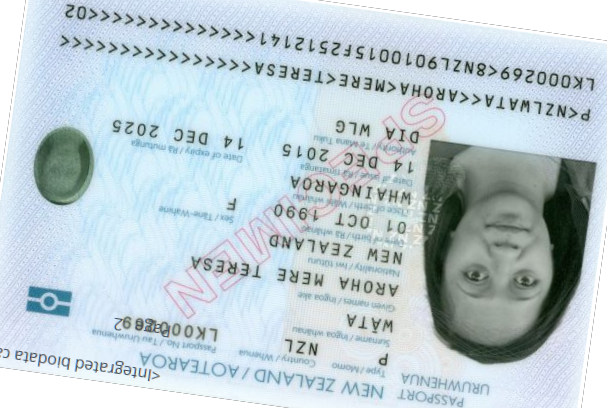 <Integrated biodata ca
PASSPORT
URUWHENUA
NEW ZEALAND / AOTEAROA
Type / Momo
P
Country / Whenua
NZL
Passport No / Tau Uruwhenua
LK000269
Page 2
Surname / Ingoa whānau
WĀTA
Given names / Ingoa ake
AROHA MERE TERESA
Nationality / Iwi tūturu
NEW ZEALAND
Date of birth / Rā whānau
01 OCT 1990
Sex / Tāne-Wahine
F
Place of birth / Wāhi whānau
WHAINGAROA
Date of issue / Rā timatanga
14 DEC 2015
Date of expiry / Rā mutunga
14 DEC 2025
Authority / Te Mana Tuku
DIA WLG
SPECIMEN
P<NZLWATA<<AROHA<MERE<TERESA<<<<<<<<<<<<<<<<
LK000269<8NZL9010015F2512141<<<<<<<<<<<<<<02